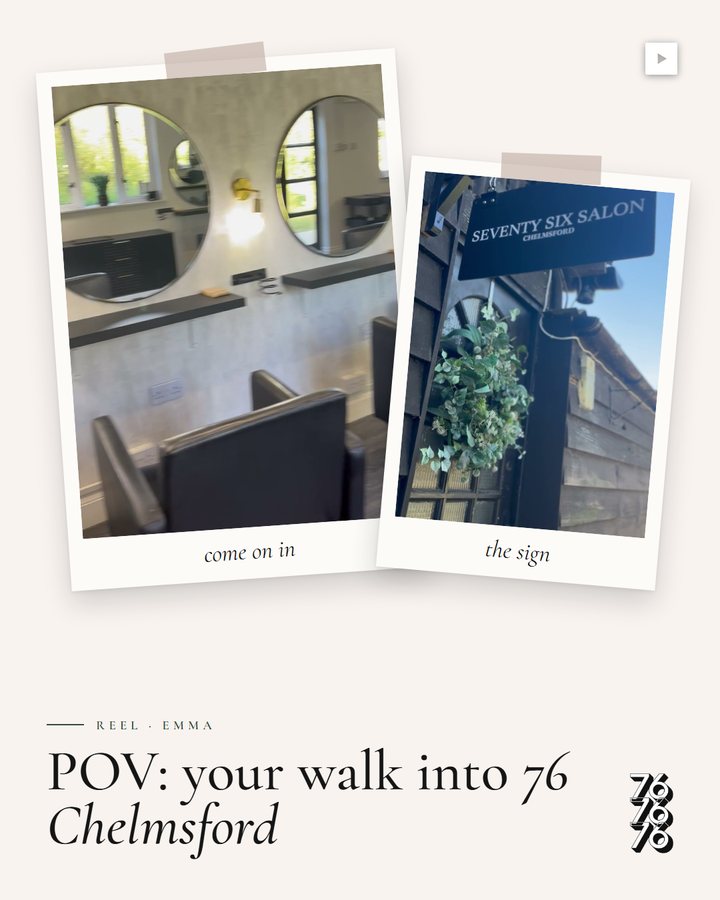 SEVENTY SIX SALON
CHELMSFORD
come on in
the sign
REEL · EMMA
POV: your walk into 76
Chelmsford
76
76
76